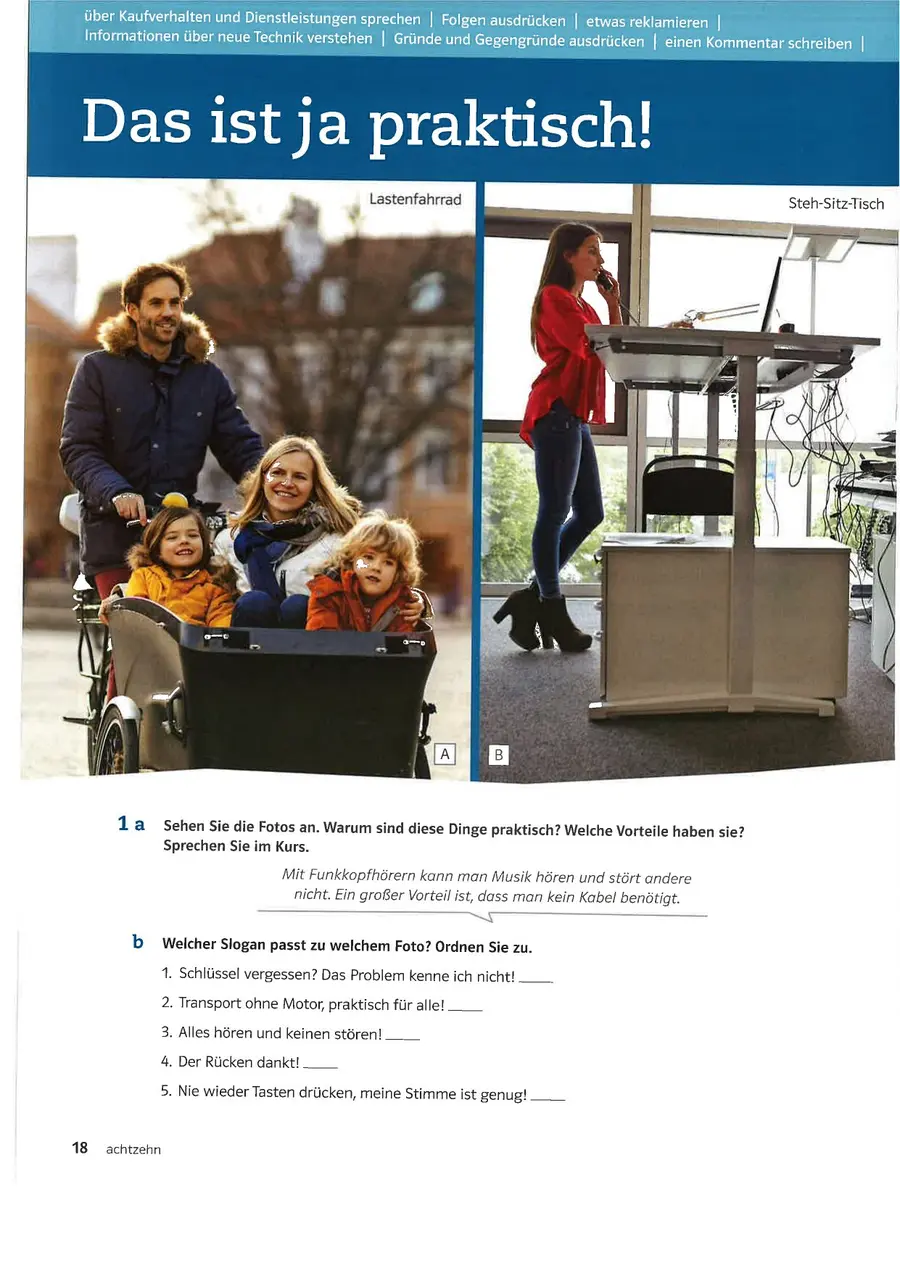 über Kaufverhalten und Dienstleistungen sprechen | Folgen ausdrücken | etwas reklamieren |
Informationen über neue Technik verstehen | Gründe und Gegengründe ausdrücken | einen Kommentar schreiben |
Das ist ja praktisch!
Lastenfahrrad
Steh-Sitz-Tisch
A
B
1 a Sehen Sie die Fotos an. Warum sind diese Dinge praktisch? Welche Vorteile haben sie?
Sprechen Sie im Kurs.
Mit Funkkopfhörern kann man Musik hören und stört andere
nicht. Ein großer Vorteil ist, dass man kein Kabel benötigt.
b Welcher Slogan passt zu welchem Foto? Ordnen Sie zu.
1. Schlüssel vergessen? Das Problem kenne ich nicht! ____
2. Transport ohne Motor, praktisch für alle! ____
3. Alles hören und keinen stören! ____
4. Der Rücken dankt! ____
5. Nie wieder Tasten drücken, meine Stimme ist genug! ____
18 achtzehn